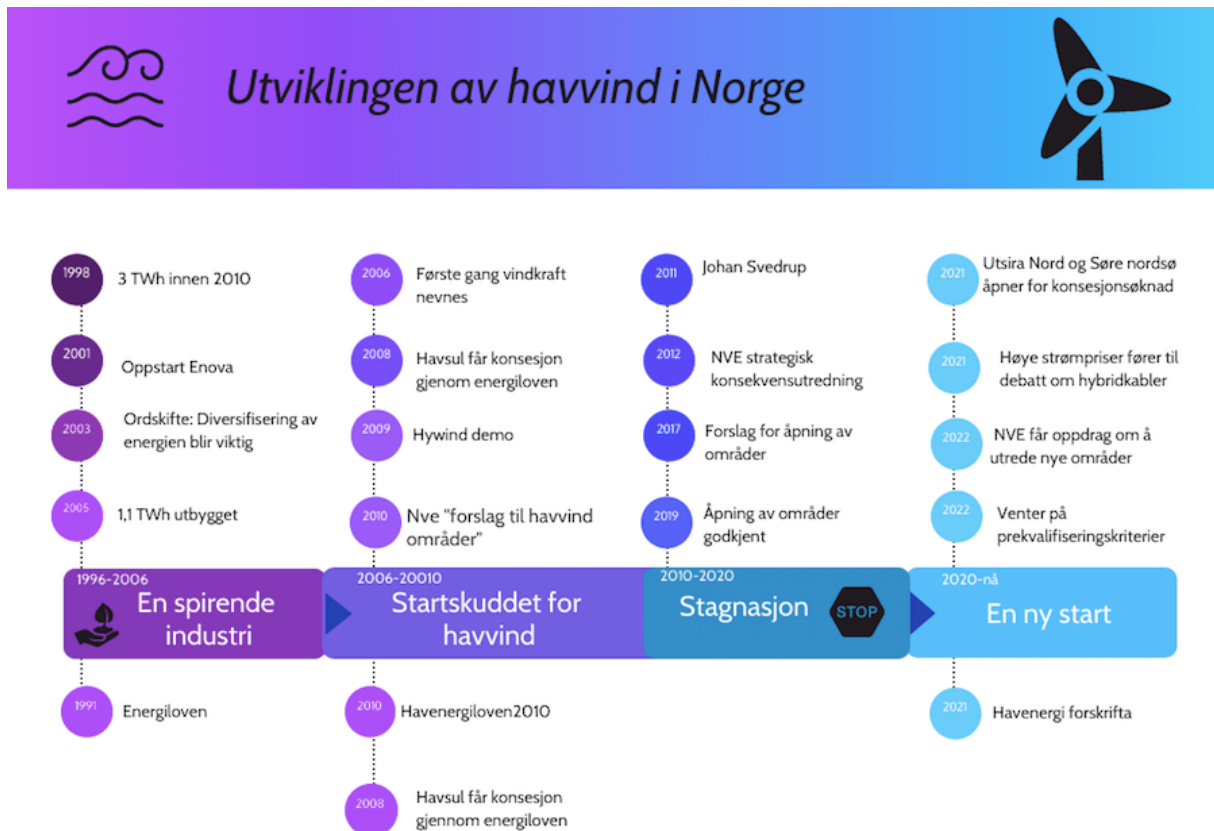 Utviklingen av havvind i Norge
1998
3 TWh innen 2010
2001
Oppstart Enova
2003
Ordskifte: Diversifisering av
energien blir viktig
2005
1,1 TWh utbygget
2006
Første gang vindkraft
nevnes
2008
Havsul får konsesjon
gjenom energiloven
2009
Hywind demo
2010
Nve "forslag til havvind
områder"
2011
Johan Svedrup
2012
NVE strategisk
konsekvensutredning
2017
Forslag for åpning av
områder
2019
Åpning av områder
godkjent
2021
Utsira Nord og Søre nordsø
åpner for konsesjonsøknad
2021
Høye strømpriser fører til
debatt om hybridkabler
2022
NVE får oppdrag om å
utrede nye områder
2022
Venter på
prekvalifiseringskriterier
1996-2006
En spirende
industri
2006-20010
Startskuddet for
havvind
2010-2020
Stagnasjon
STOP
2020-nå
En ny start
1991
Energiloven
2010
Havenergiloven2010
2008
Havsul får konsesjon
gjennom energiloven
2021
Havenergi forskrifta